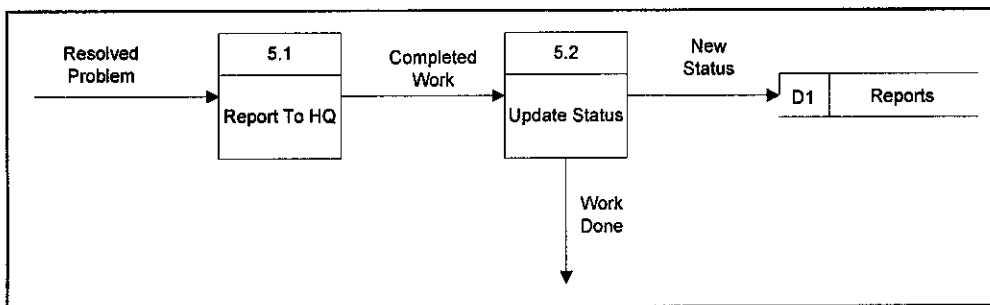 Resolved
Problem
5.1
Report To HQ
Completed
Work
5.2
Update Status
New
Status
D1
Reports
Work
Done